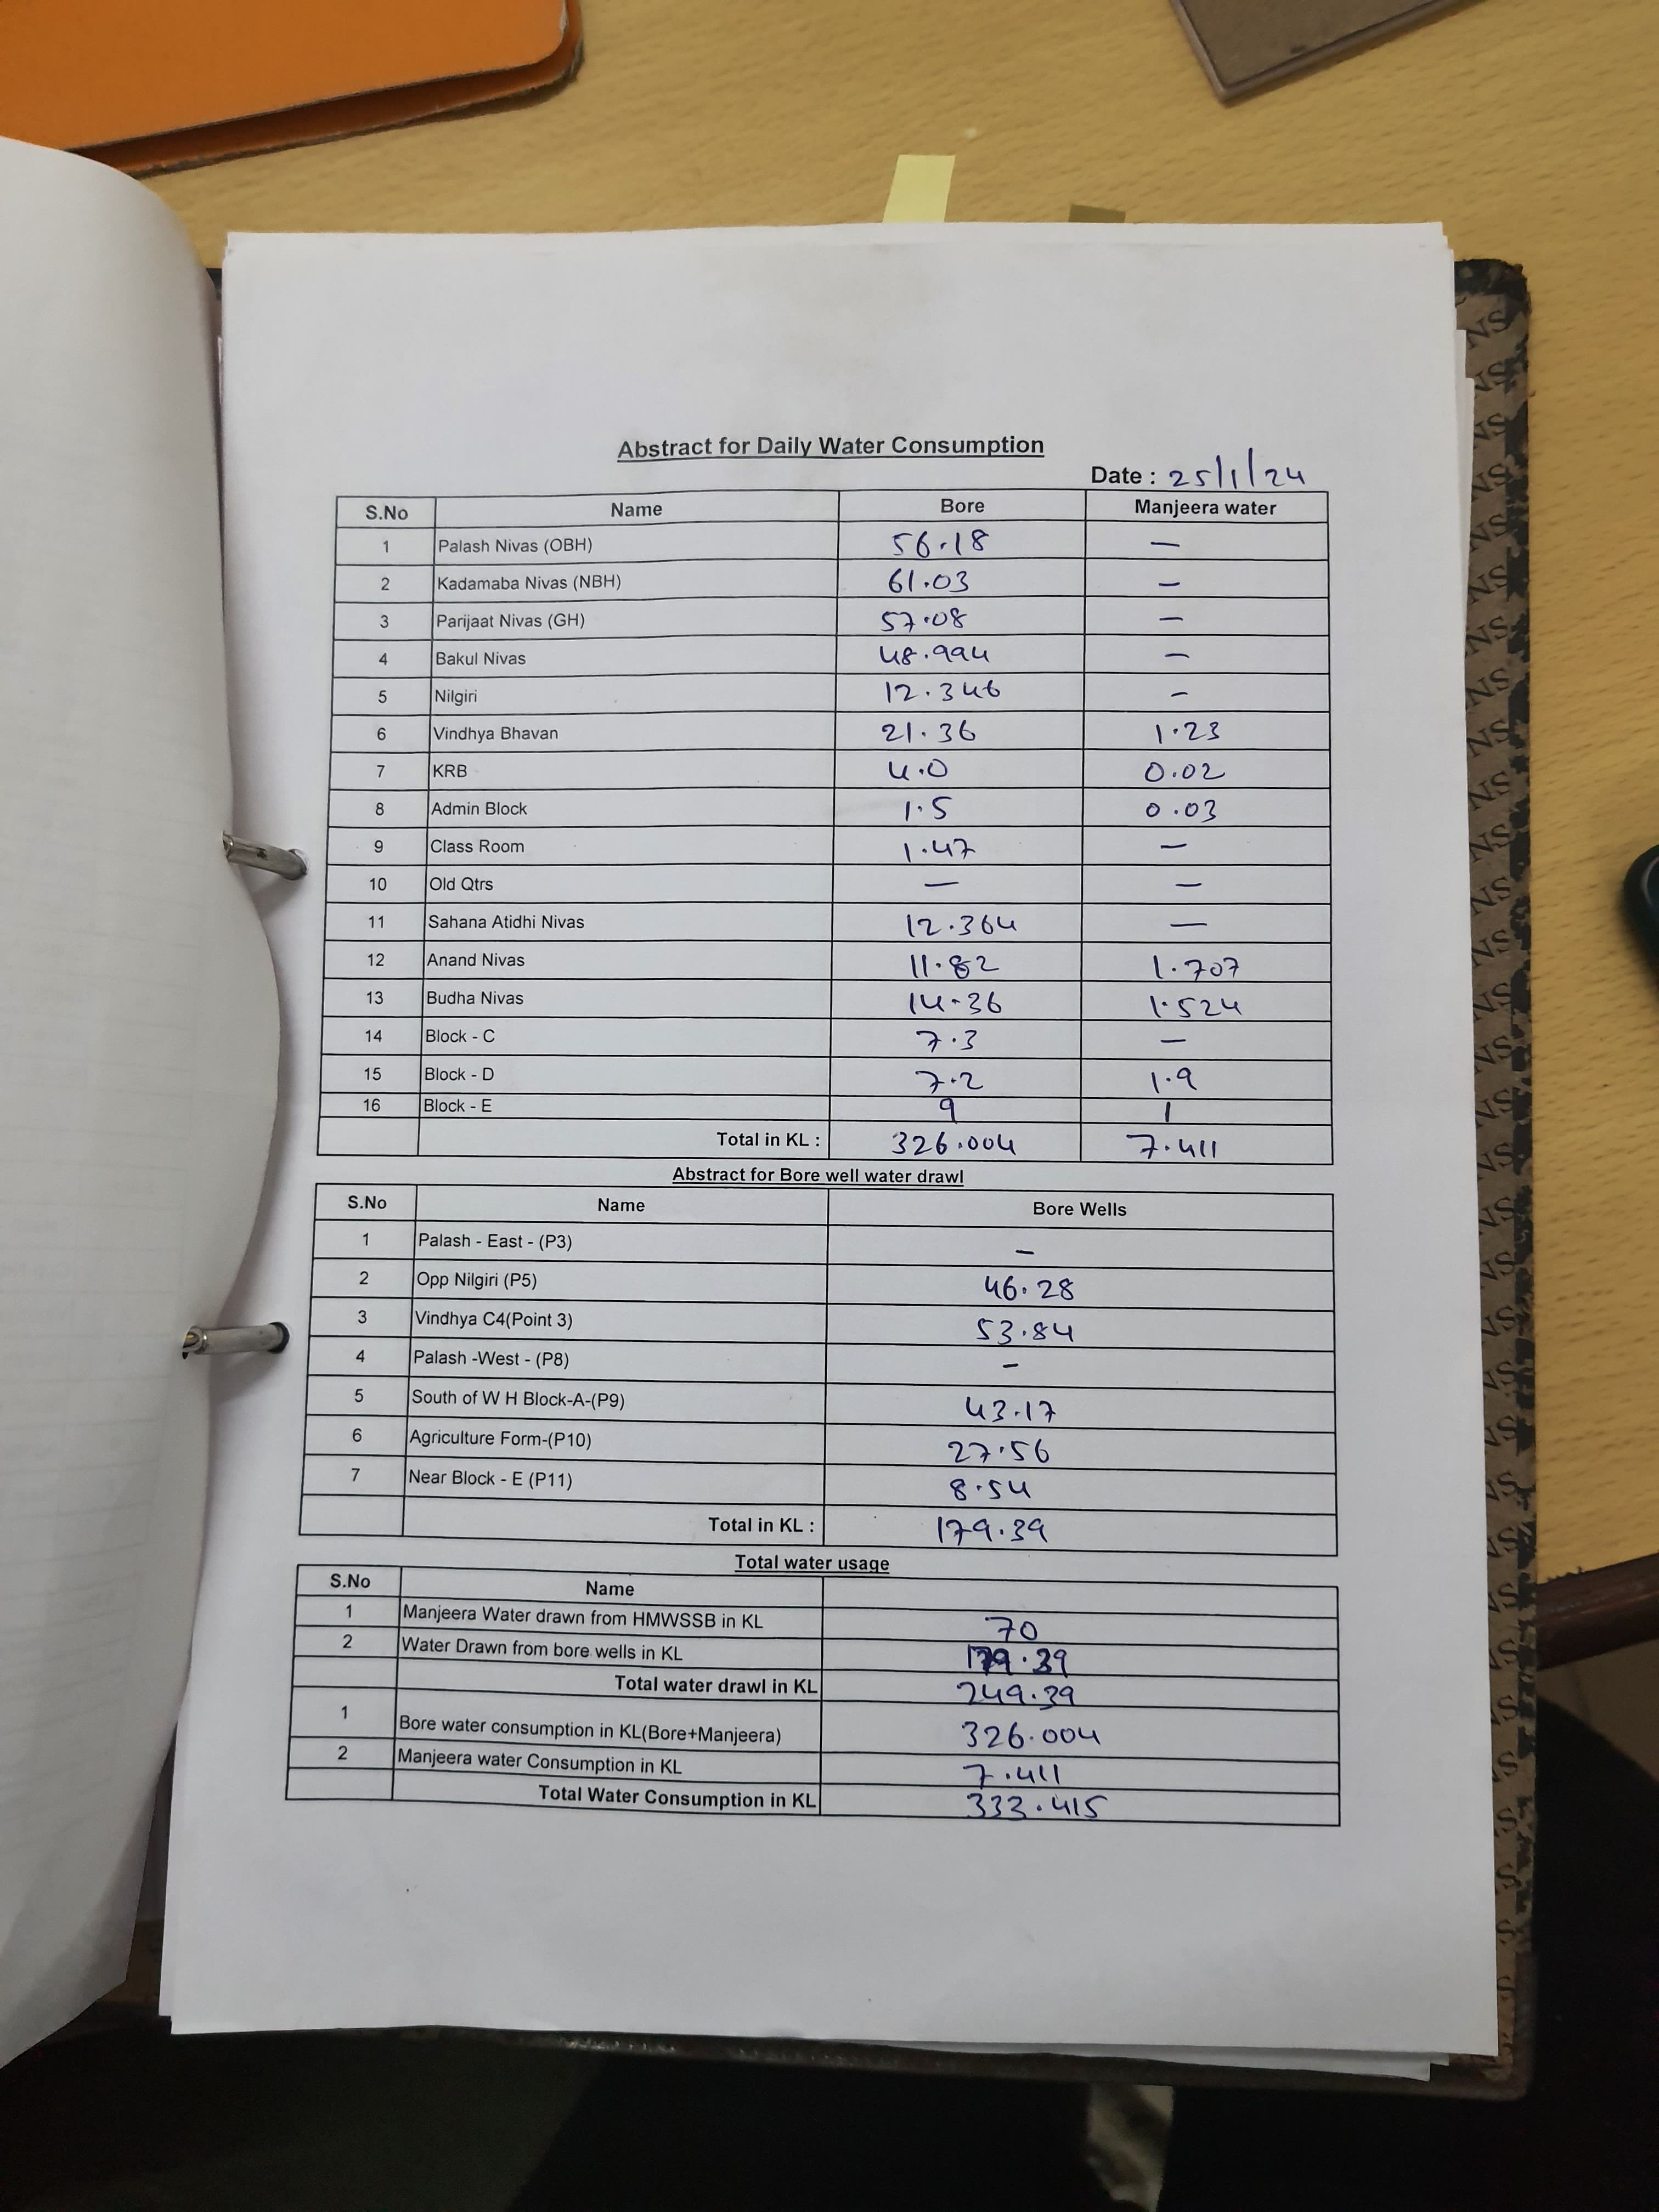 Abstract for Daily Water Consumption
Date : 25/1/24
S.No Name Bore Manjeera water
1 Palash Nivas (OBH) 56.18 —
2 Kadamaba Nivas (NBH) 61.03 —
3 Parijaat Nivas (GH) 57.08 —
4 Bakul Nivas 48.994 —
5 Nilgiri 12.346 —
6 Vindhya Bhavan 21.36 1.23
7 KRB 4.0 0.02
8 Admin Block 1.5 0.03
9 Class Room 1.47 —
10 Old Qtrs — —
11 Sahana Atidhi Nivas 12.364 —
12 Anand Nivas 11.82 1.707
13 Budha Nivas 14.36 1.524
14 Block - C 7.3 —
15 Block - D 7.2 1.9
16 Block - E 9 1
Total in KL : 326.004 7.411
Abstract for Bore well water drawl
S.No Name Bore Wells
1 Palash - East - (P3) —
2 Opp Nilgiri (P5) 46.28
3 Vindhya C4(Point 3) 53.84
4 Palash -West - (P8) —
5 South of W H Block-A-(P9) 43.17
6 Agriculture Form-(P10) 27.56
7 Near Block - E (P11) 8.54
Total in KL : 179.39
Total water usage
S.No Name
1 Manjeera Water drawn from HMWSSB in KL 70
2 Water Drawn from bore wells in KL 179.39
Total water drawl in KL 249.39
1 Bore water consumption in KL(Bore+Manjeera) 326.004
2 Manjeera water Consumption in KL 7.411
Total Water Consumption in KL 333.415